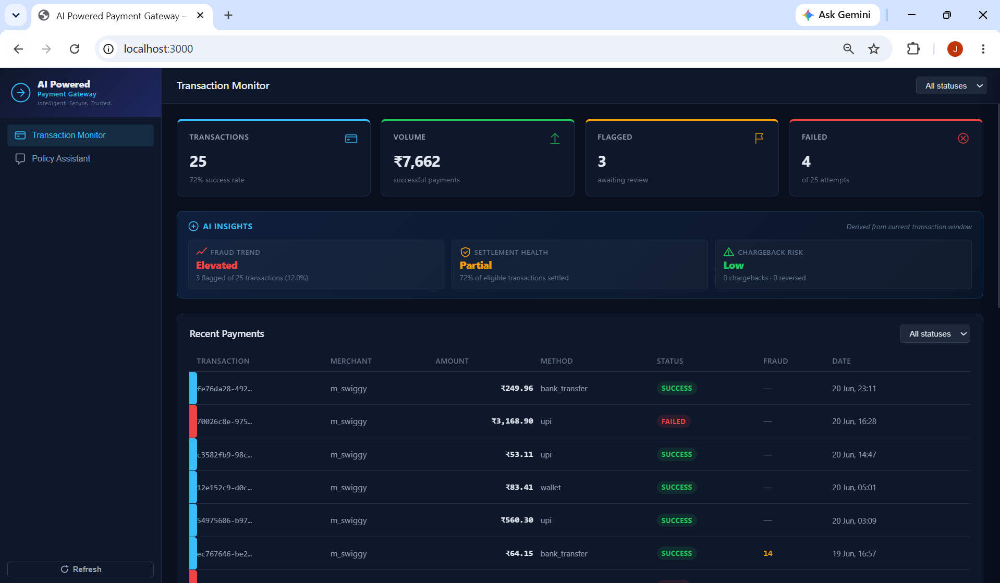 AI Powered Payment Gateway –
Ask Gemini
localhost:3000
J
AI Powered
Payment Gateway
Intelligent. Secure. Trusted.
Transaction Monitor
Policy Assistant
Refresh
Transaction Monitor
All statuses
TRANSACTIONS
25
72% success rate
VOLUME
₹7,662
successful payments
FLAGGED
3
awaiting review
FAILED
4
of 25 attempts
AI INSIGHTS
Derived from current transaction window
FRAUD TREND
Elevated
3 flagged of 25 transactions (12.0%)
SETTLEMENT HEALTH
Partial
72% of eligible transactions settled
CHARGEBACK RISK
Low
0 chargebacks · 0 reversed
Recent Payments
All statuses
TRANSACTION MERCHANT AMOUNT METHOD STATUS FRAUD DATE
fe76da28-492… m_swiggy ₹249.96 bank_transfer SUCCESS — 20 Jun, 23:11
70026c8e-975… m_swiggy ₹3,168.90 upi FAILED — 20 Jun, 16:28
c3582fb9-98c… m_swiggy ₹53.11 upi SUCCESS — 20 Jun, 14:47
12e152c9-d0c… m_swiggy ₹83.41 wallet SUCCESS — 20 Jun, 05:01
54975606-b97… m_swiggy ₹560.30 upi SUCCESS — 20 Jun, 03:09
ec767646-be2… m_swiggy ₹64.15 bank_transfer SUCCESS 14 19 Jun, 16:57